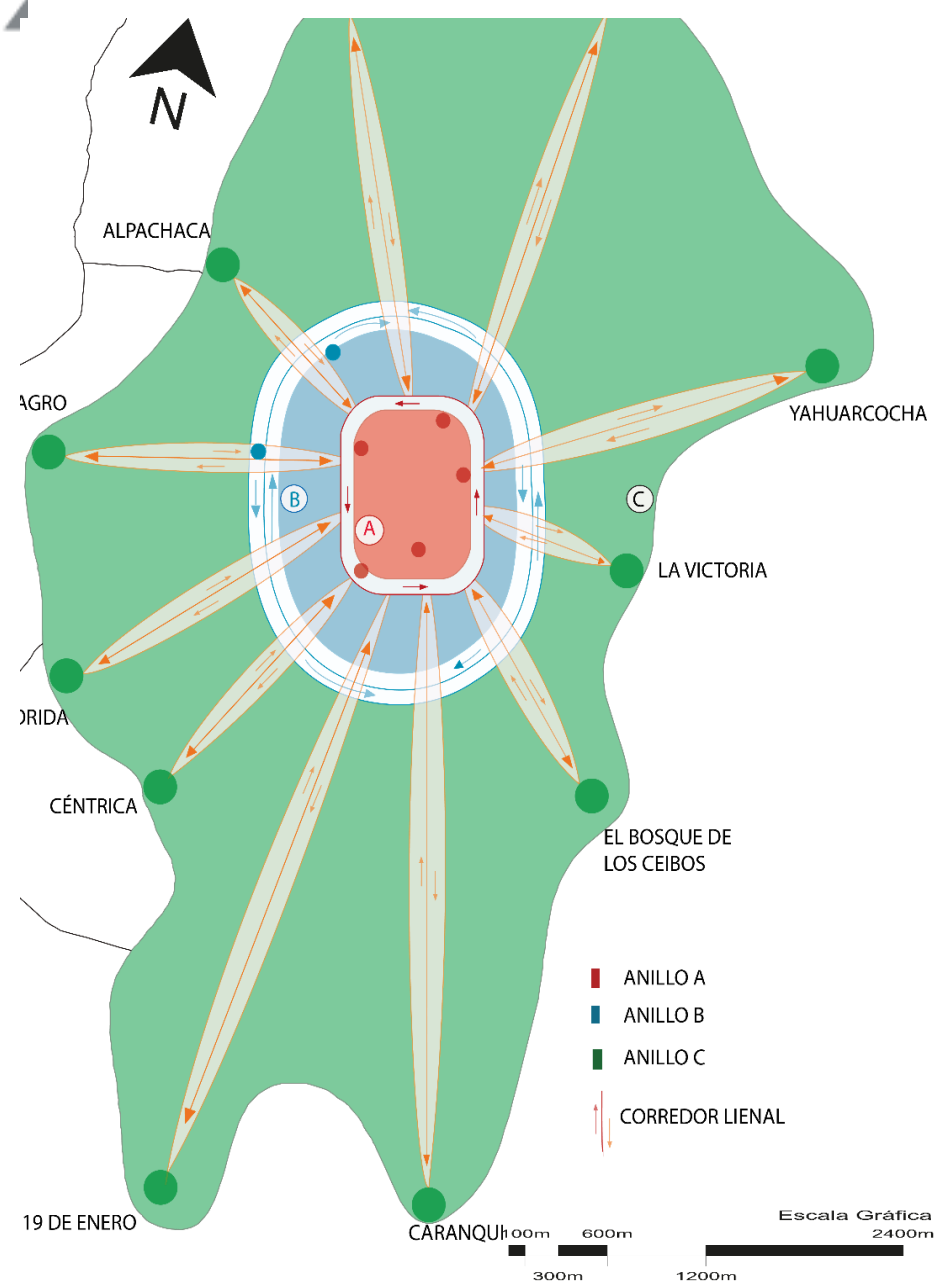 N
ALPACHACA
AGRO
YAHUARCOCHA
B
C
A
LA VICTORIA
ORIDA
CÉNTRICA
EL BOSQUE DE
LOS CEIBOS
ANILLO A
ANILLO B
ANILLO C
CORREDOR LIENAL
19 DE ENERO
CARANQUI
Escala Gráfica
100m 600m 2400m
300m 1200m